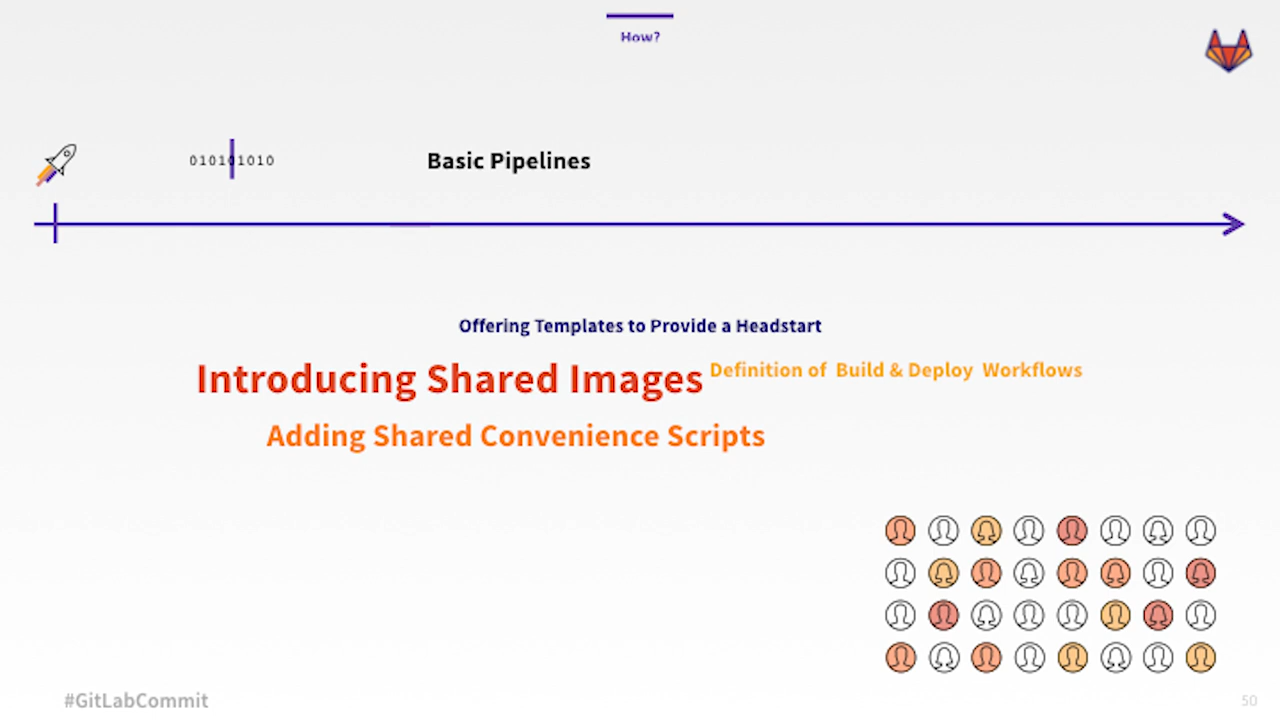 How?
010101010
Basic Pipelines
Offering Templates to Provide a Headstart
Introducing Shared Images
Definition of Build & Deploy Workflows
Adding Shared Convenience Scripts
#GitLabCommit
50